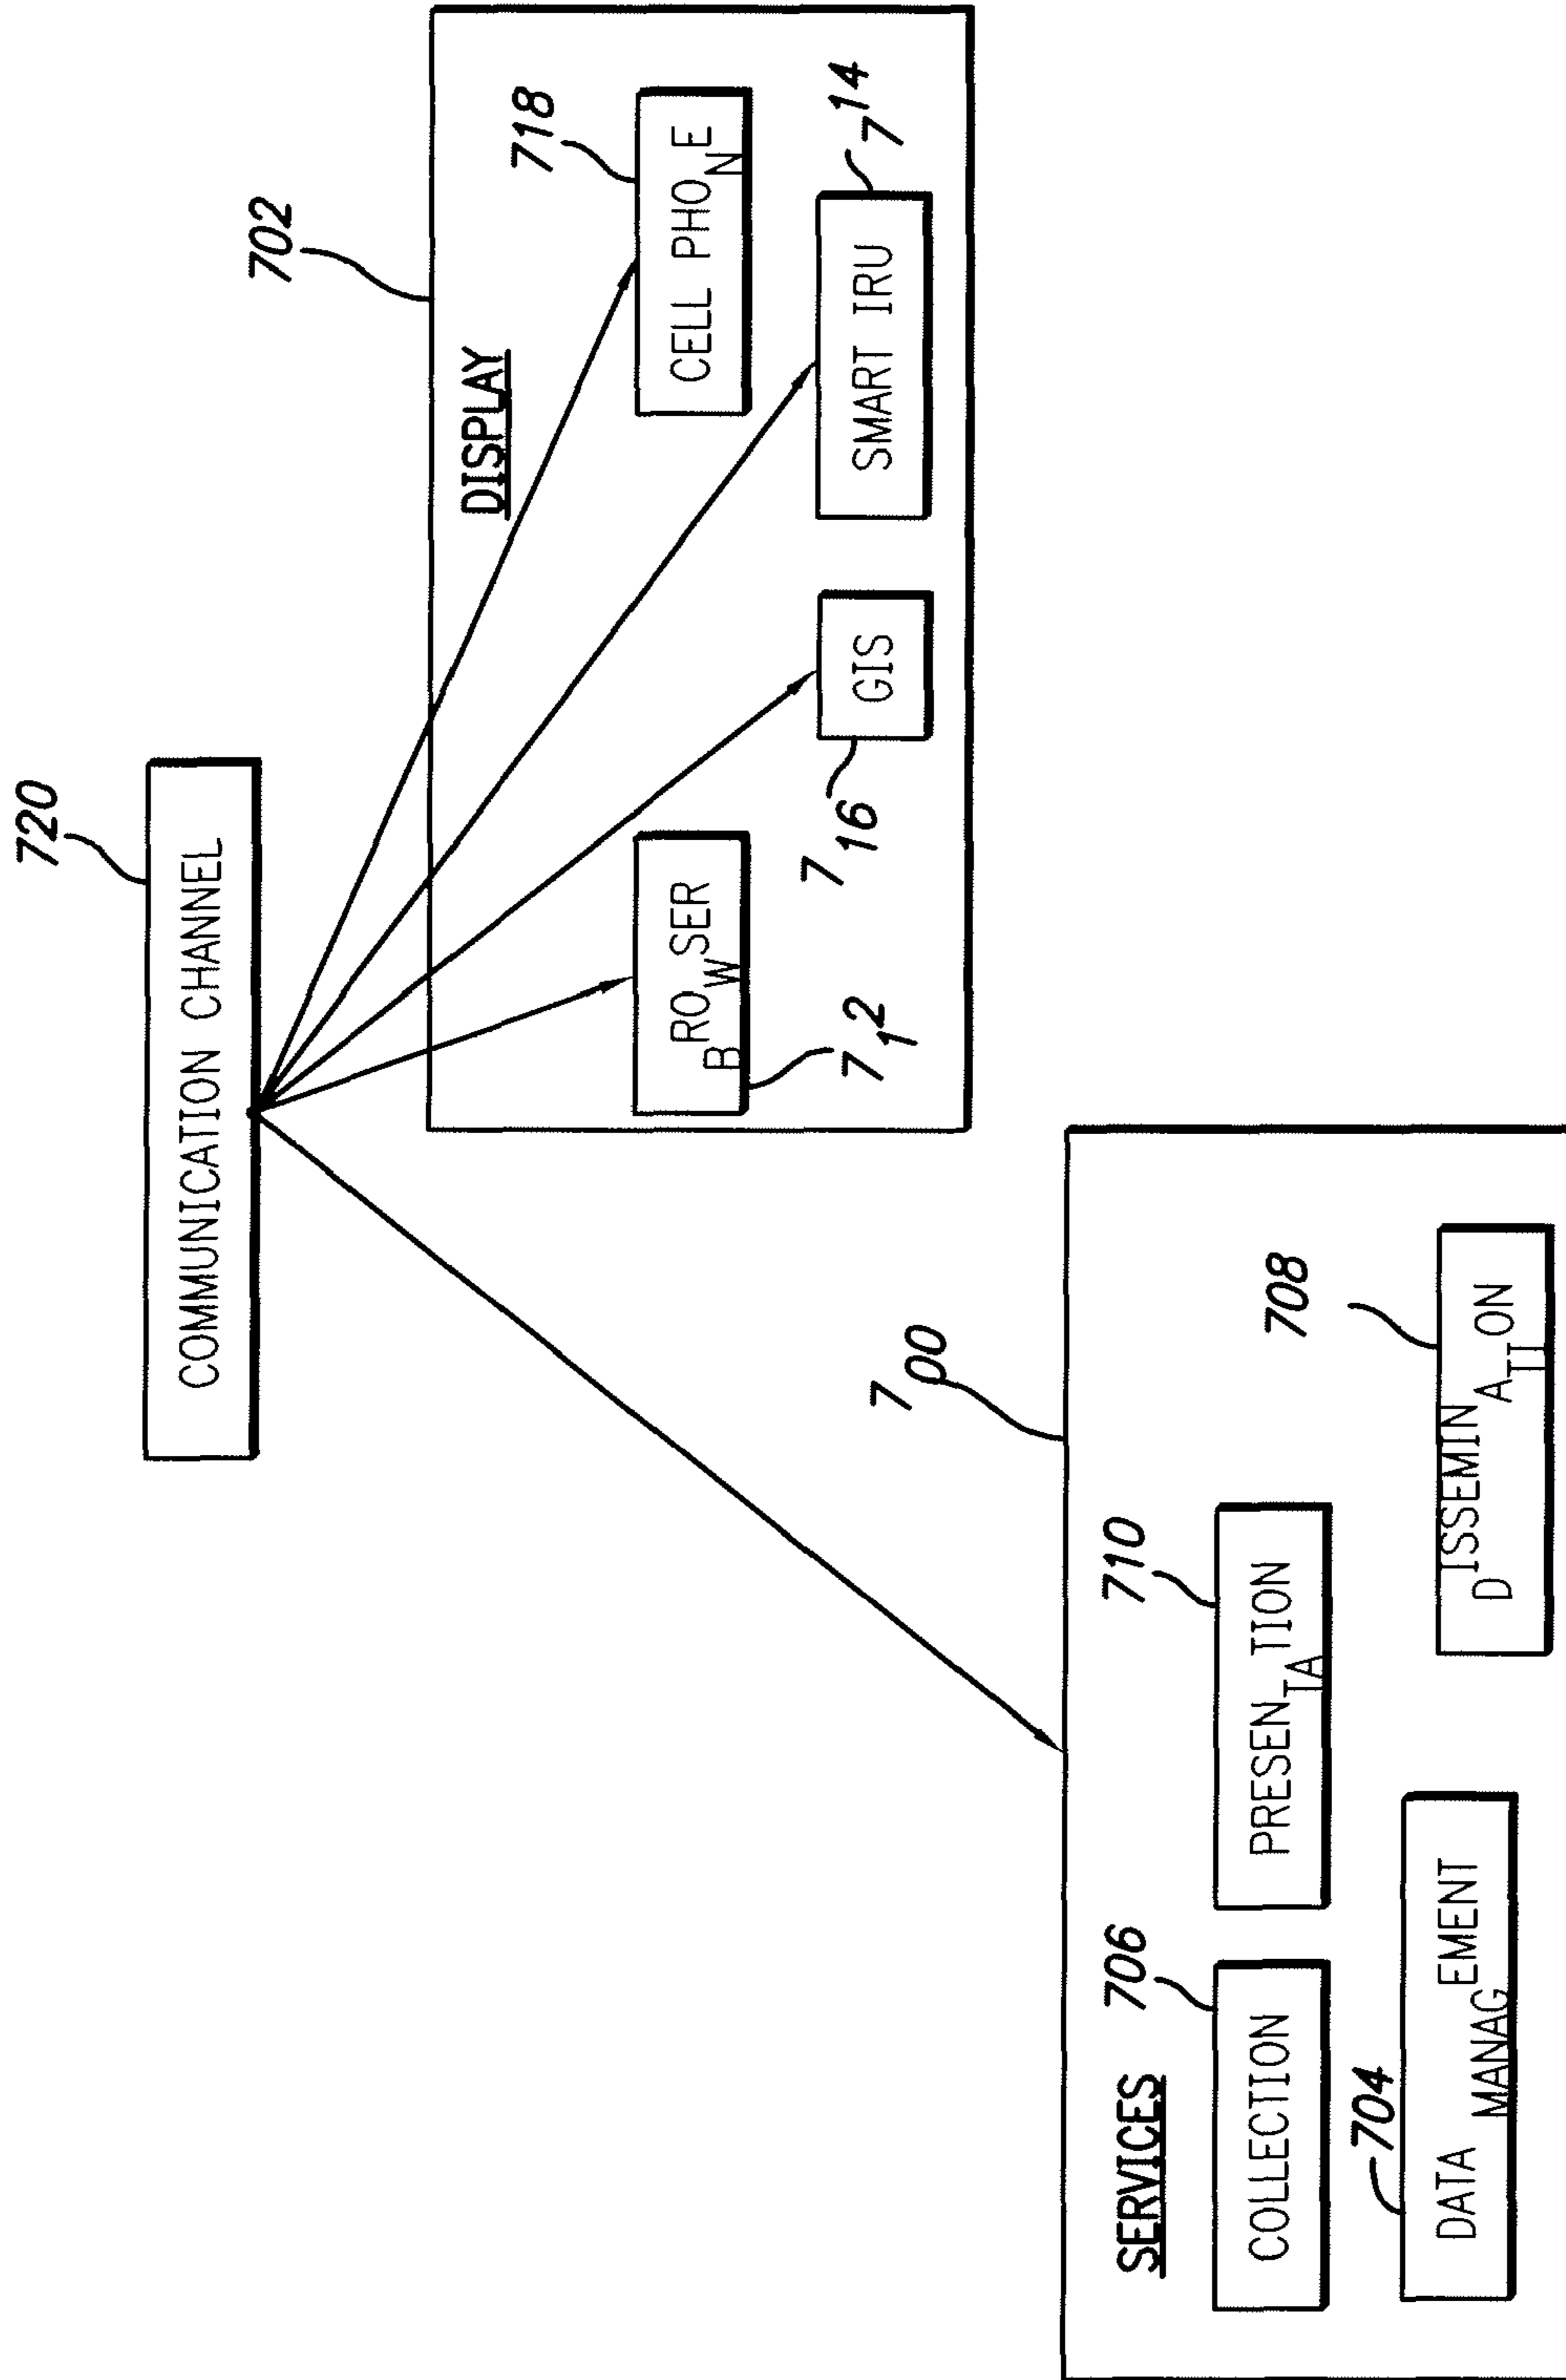 720
COMMUNICATION CHANNEL
702
DISPLAY
718
CELL PHONE
BROWSER
712
GIS
716
SMART IRU
714
700
SERVICES
706
COLLECTION
710
PRESENTATION
704
DATA MANAGEMENT
708
DISSEMINATION